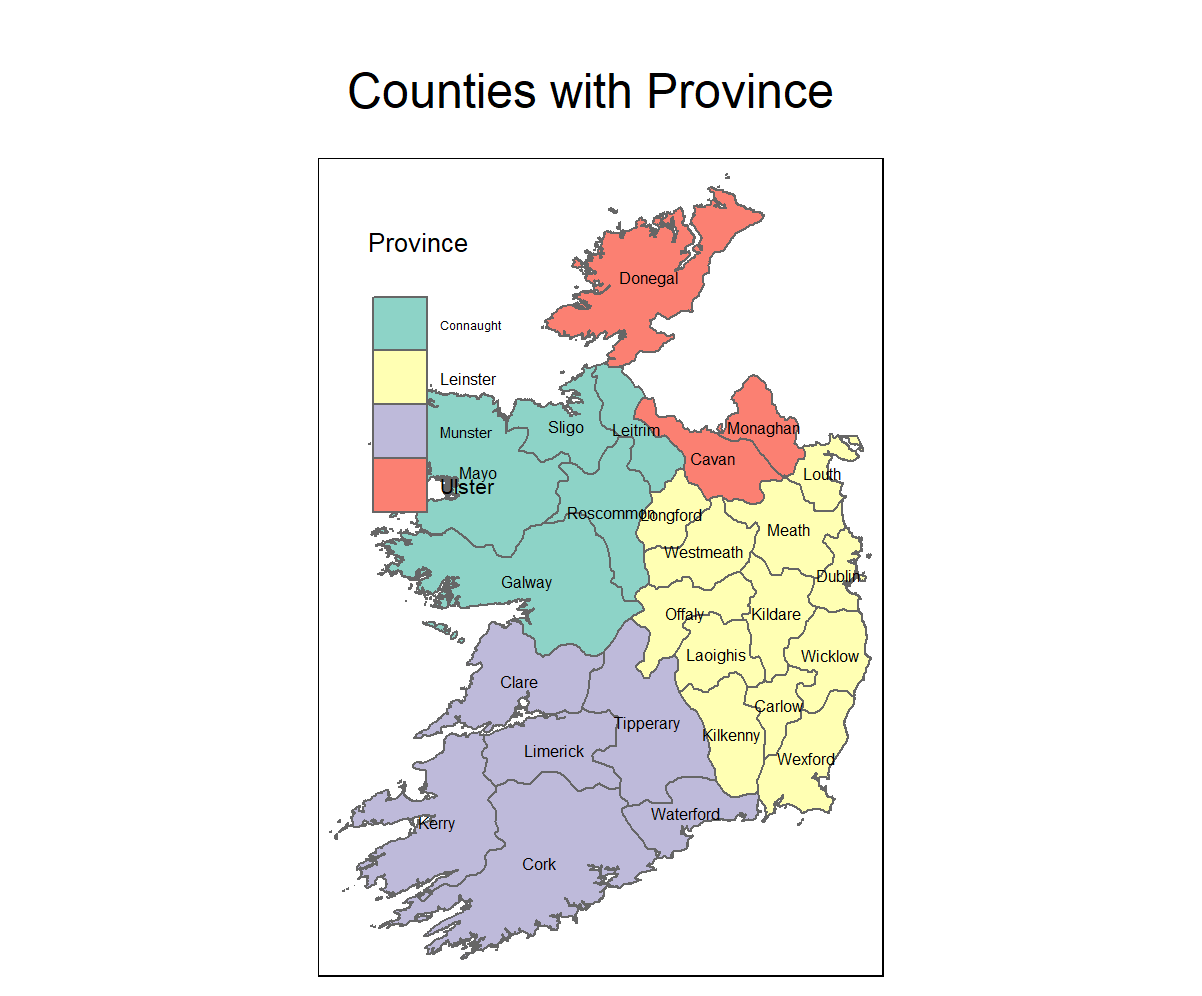 Counties with Province
Province
Connaught
Leinster
Munster
Ulster
Donegal
Sligo
Leitrim
Monaghan
Cavan
Mayo
Louth
Roscommon
Longford
Meath
Westmeath
Galway
Dublin
Offaly
Kildare
Laoighis
Wicklow
Clare
Carlow
Tipperary
Kilkenny
Limerick
Wexford
Waterford
Kerry
Cork